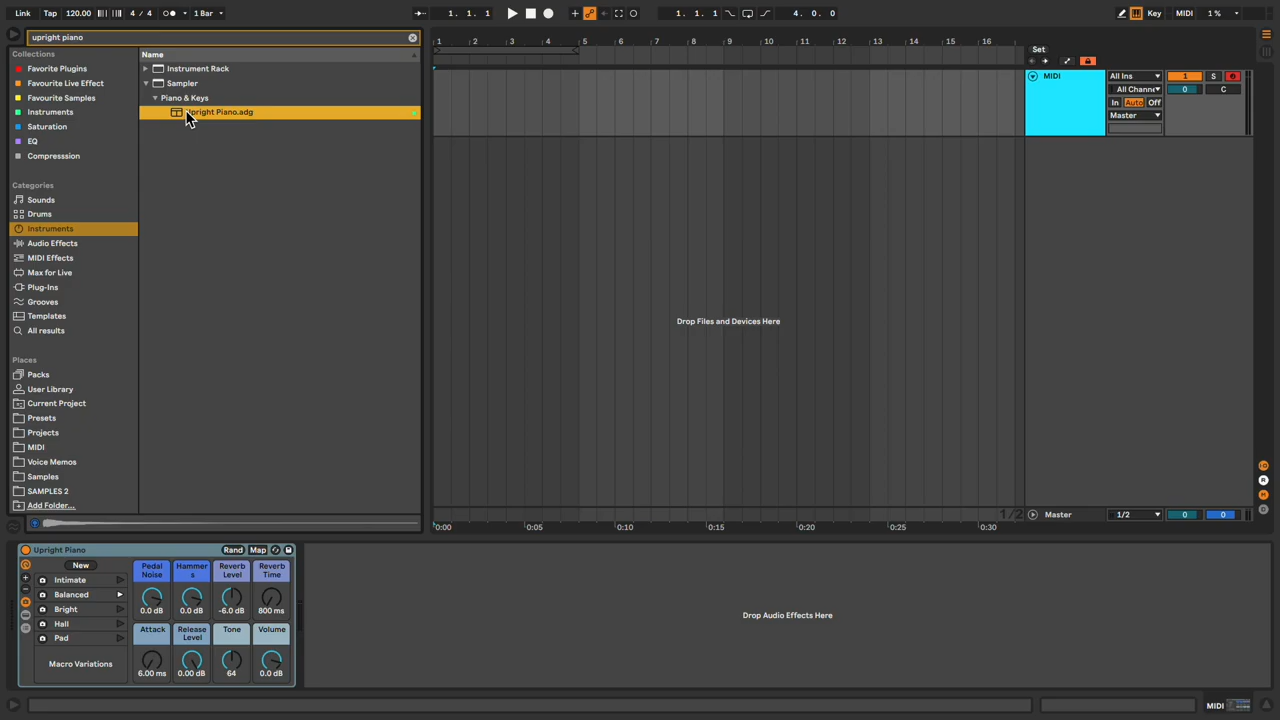 Link Tap 120.00 4 / 4 1 Bar 1. 1. 1 1. 1. 1 4. 0. 0 Key MIDI 1 %
upright piano
Collections
Favorite Plugins
Favourite Live Effect
Favourite Samples
Instruments
Saturation
EQ
Compresssion
Categories
Sounds
Drums
Instruments
Audio Effects
MIDI Effects
Max for Live
Plug-Ins
Grooves
Templates
All results
Places
Packs
User Library
Current Project
Presets
Projects
MIDI
Voice Memos
Samples
SAMPLES 2
Add Folder...
Name
Instrument Rack
Sampler
Piano & Keys
Upright Piano.adg
1 2 3 4 5 6 7 8 9 10 11 12 13 14 15 16
Set
MIDI All Ins 1 S
All Channe 0 C
In Auto Off
Master
Drop Files and Devices Here
1/2
Master 1/2 0 0
0:00 0:05 0:10 0:15 0:20 0:25 0:30
Upright Piano Rand Map
New
Intimate
Balanced
Bright
Hall
Pad
Macro Variations
Pedal Noise
0.0 dB
Hammer s
0.0 dB
Reverb Level
-6.0 dB
Reverb Time
800 ms
Attack
6.00 ms
Release Level
0.00 dB
Tone
64
Volume
0.0 dB
Drop Audio Effects Here
MIDI